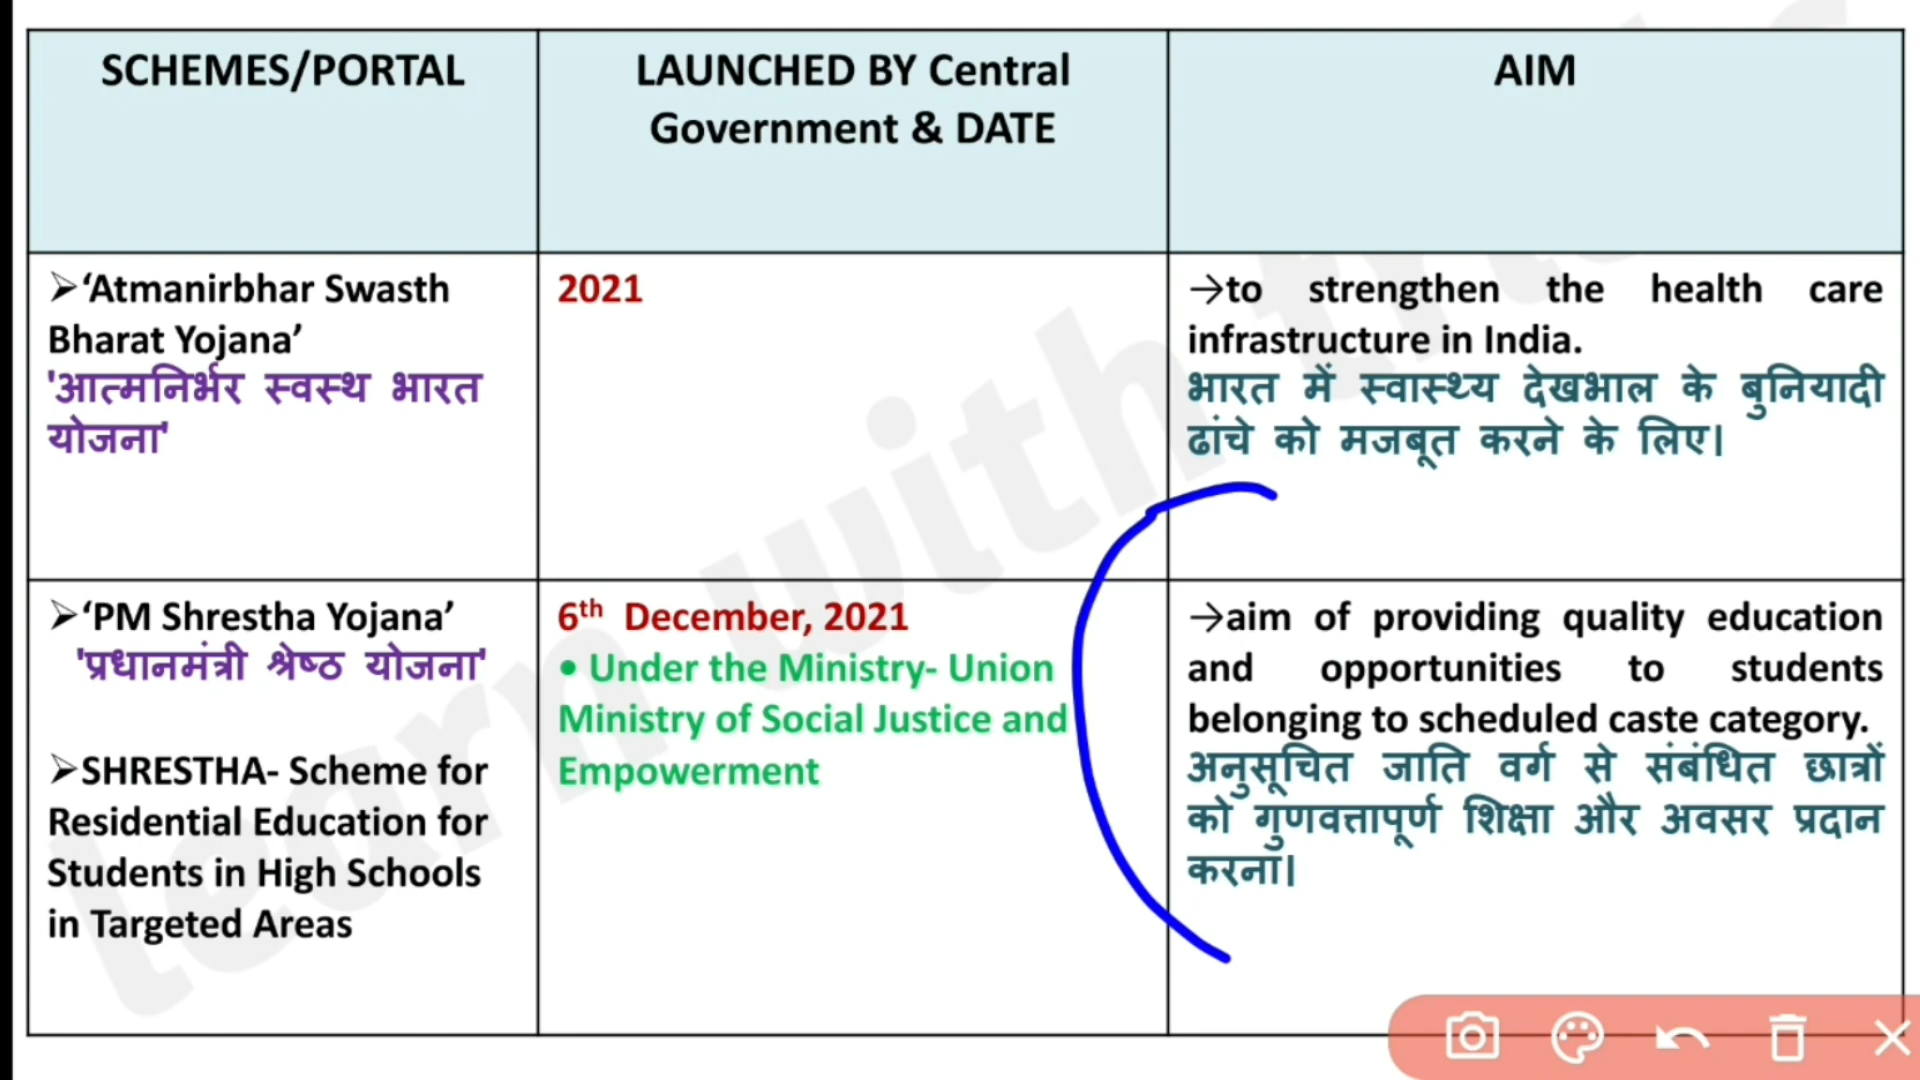 SCHEMES/PORTAL
LAUNCHED BY Central
Government & DATE
AIM
➢‘Atmanirbhar Swasth
Bharat Yojana’
'आत्मनिर्भर स्वस्थ भारत
योजना'
2021
→to strengthen the health care
infrastructure in India.
भारत में स्वास्थ्य देखभाल के बुनियादी
ढांचे को मजबूत करने के लिए।
➢‘PM Shrestha Yojana’
'प्रधानमंत्री श्रेष्ठ योजना'
➢SHRESTHA- Scheme for
Residential Education for
Students in High Schools
in Targeted Areas
6th December, 2021
• Under the Ministry- Union
Ministry of Social Justice and
Empowerment
→aim of providing quality education
and opportunities to students
belonging to scheduled caste category.
अनुसूचित जाति वर्ग से संबंधित छात्रों
को गुणवत्तापूर्ण शिक्षा और अवसर प्रदान
करना।
learn with